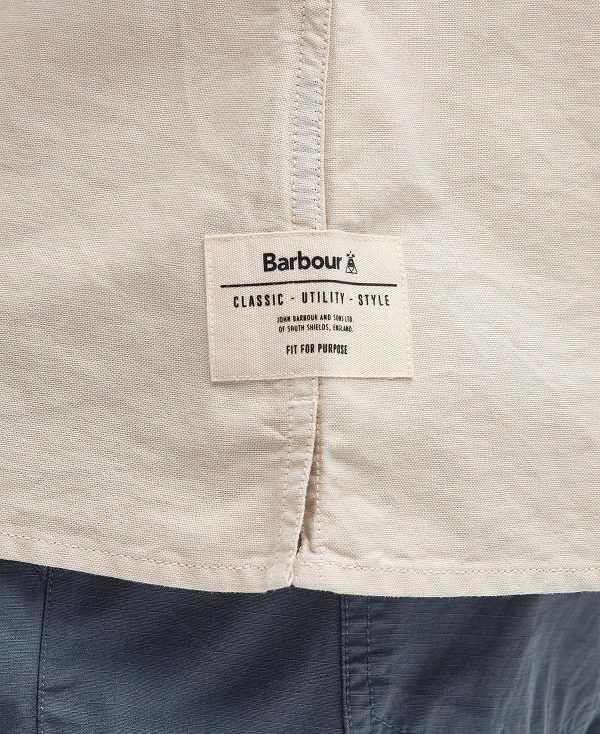 Barbour
CLASSIC - UTILITY - STYLE
JOHN BARBOUR AND SONS LTD.
OF SOUTH SHIELDS, ENGLAND.
FIT FOR PURPOSE